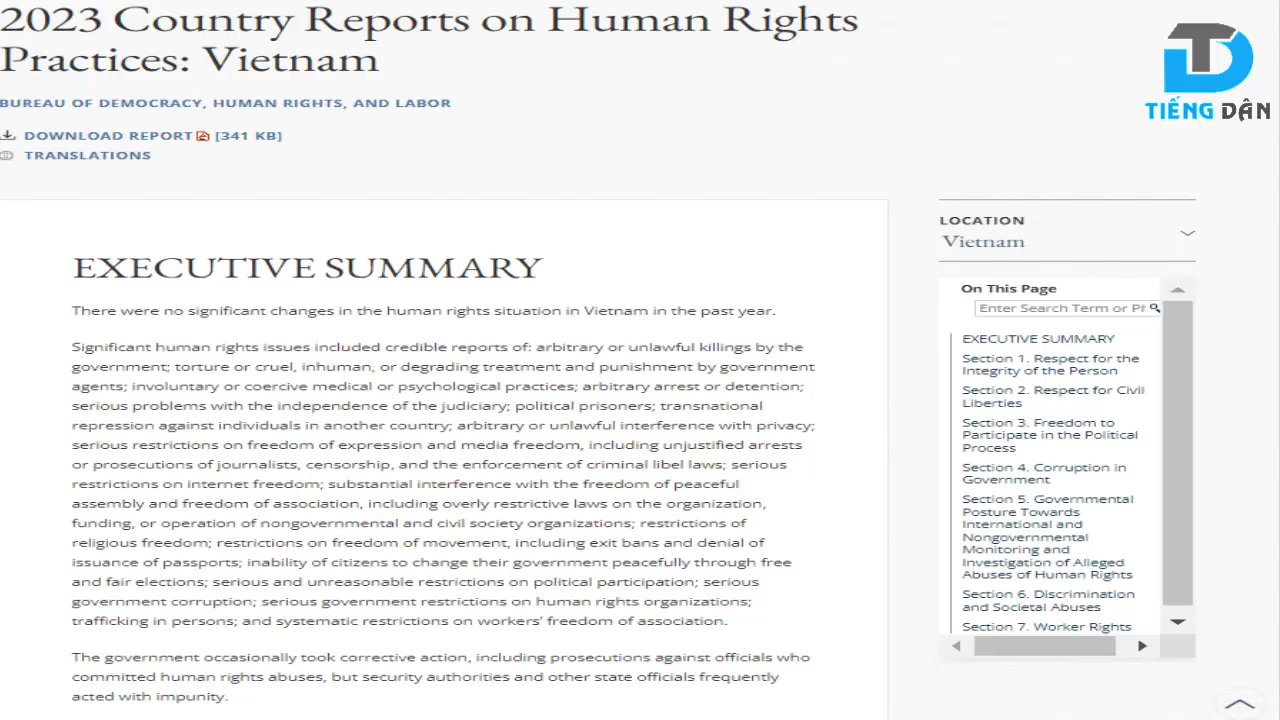 2023 Country Reports on Human Rights
Practices: Vietnam
BUREAU OF DEMOCRACY, HUMAN RIGHTS, AND LABOR
DOWNLOAD REPORT [341 KB]
TRANSLATIONS
TD
TIẾNG DÂN
EXECUTIVE SUMMARY
There were no significant changes in the human rights situation in Vietnam in the past year.
Significant human rights issues included credible reports of: arbitrary or unlawful killings by the
government; torture or cruel, inhuman, or degrading treatment and punishment by government
agents; involuntary or coercive medical or psychological practices; arbitrary arrest or detention;
serious problems with the independence of the judiciary; political prisoners; transnational
repression against individuals in another country; arbitrary or unlawful interference with privacy;
serious restrictions on freedom of expression and media freedom, including unjustified arrests
or prosecutions of journalists, censorship, and the enforcement of criminal libel laws; serious
restrictions on internet freedom; substantial interference with the freedom of peaceful
assembly and freedom of association, including overly restrictive laws on the organization,
funding, or operation of nongovernmental and civil society organizations; restrictions of
religious freedom; restrictions on freedom of movement, including exit bans and denial of
issuance of passports; inability of citizens to change their government peacefully through free
and fair elections; serious and unreasonable restrictions on political participation; serious
government corruption; serious government restrictions on human rights organizations;
trafficking in persons; and systematic restrictions on workers’ freedom of association.
The government occasionally took corrective action, including prosecutions against officials who
committed human rights abuses, but security authorities and other state officials frequently
acted with impunity.
LOCATION
Vietnam
On This Page
Enter Search Term or Ph
EXECUTIVE SUMMARY
Section 1. Respect for the
Integrity of the Person
Section 2. Respect for Civil
Liberties
Section 3. Freedom to
Participate in the Political
Process
Section 4. Corruption in
Government
Section 5. Governmental
Posture Towards
International and
Nongovernmental
Monitoring and
Investigation of Alleged
Abuses of Human Rights
Section 6. Discrimination
and Societal Abuses
Section 7. Worker Rights